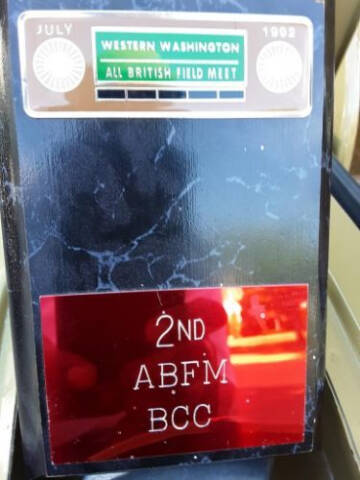 JULY 1992
WESTERN WASHINGTON
ALL BRITISH FIELD MEET
2ND
ABFM
BCC